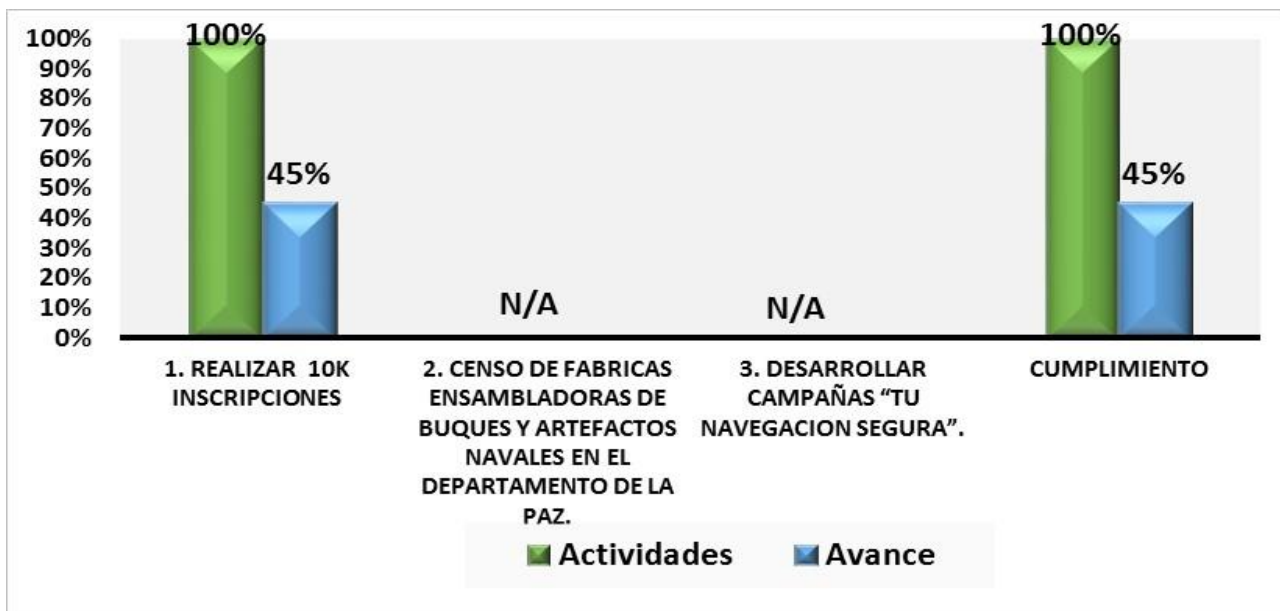 100%
90%
80%
70%
60%
50%
40%
30%
20%
10%
0%
100%
45%
N/A
N/A
100%
45%
1. REALIZAR 10K
INSCRIPCIONES
2. CENSO DE FABRICAS
ENSAMBLADORAS DE
BUQUES Y ARTEFACTOS
NAVALES EN EL
DEPARTAMENTO DE LA
PAZ.
3. DESARROLLAR
CAMPAÑAS “TU
NAVEGACION SEGURA”.
CUMPLIMIENTO
Actividades
Avance